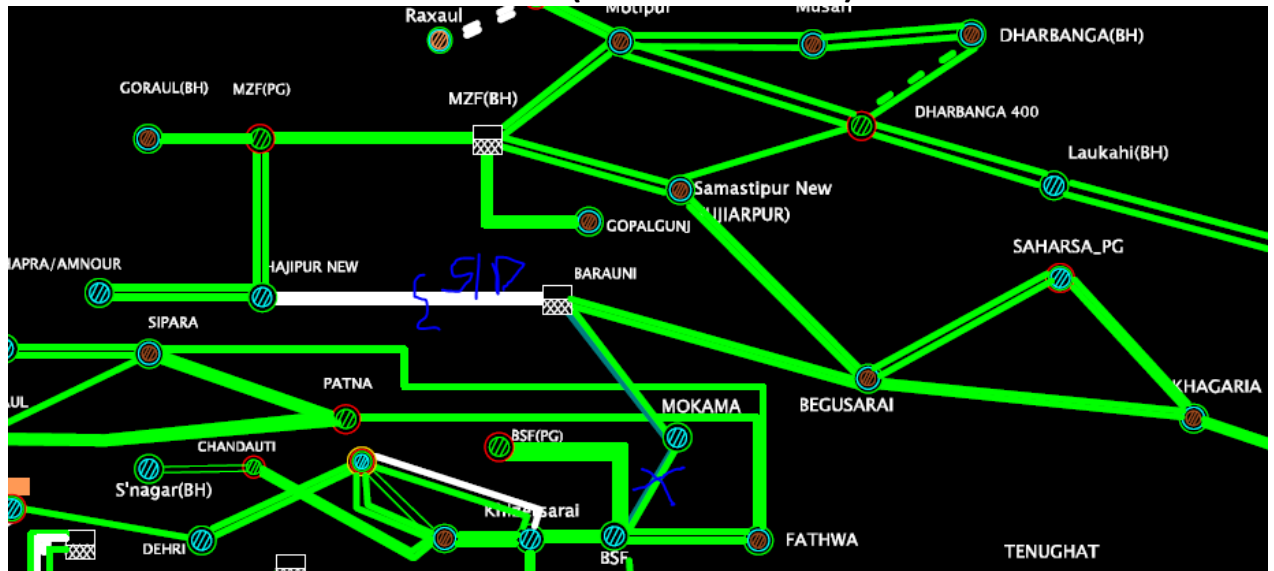 Raxaul
Motipur
Musari
DHARBANGA(BH)
GORAUL(BH)
MZF(PG)
MZF(BH)
DHARBANGA 400
Laukahi(BH)
Samastipur New
GOPALGUNJ
SAHARSA_PG
APRA/AMNOUR
HAJIPUR NEW
S/D
BARAUNI
SIPARA
PATNA
MOKAMA
BEGUSARAI
KHAGARIA
AUL
CHANDAUTI
BSF(PG)
S'nagar(BH)
DEHRI
BSF
FATHWA
TENUGHAT